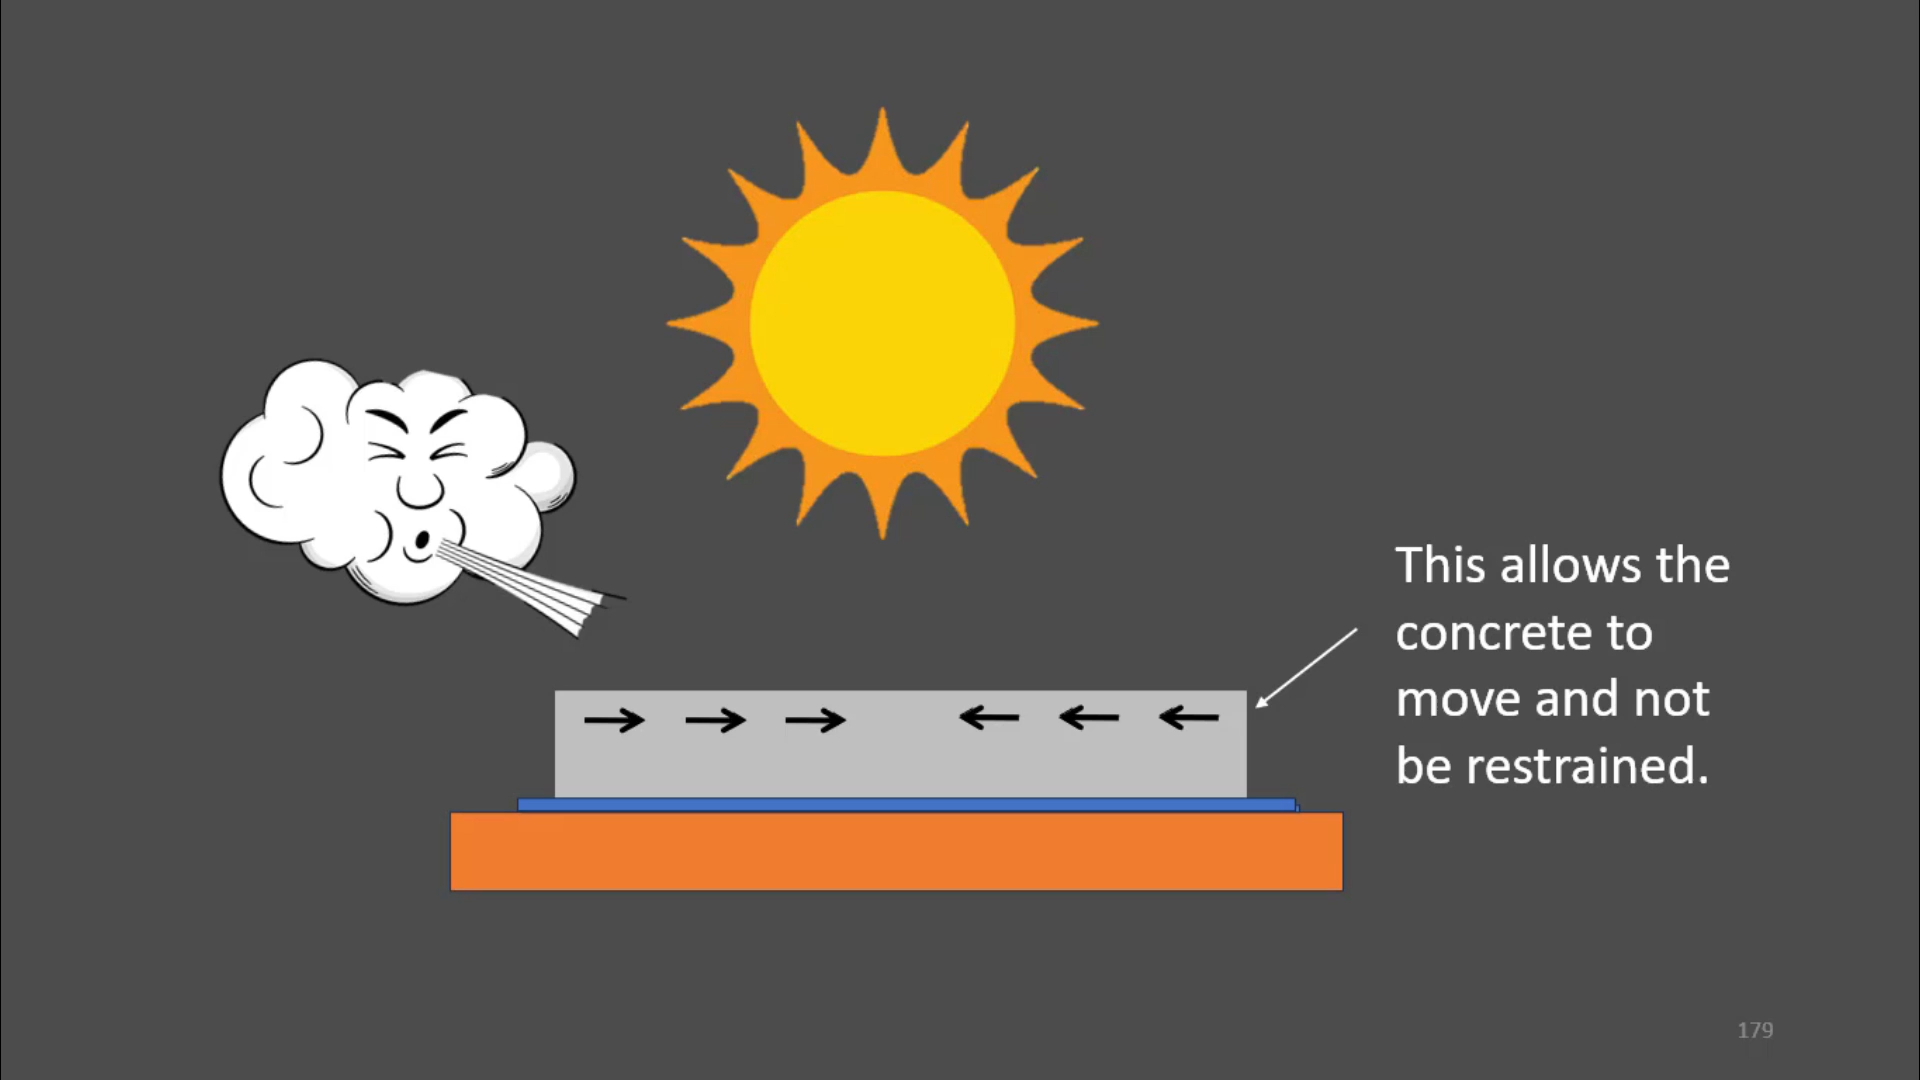 This allows the
concrete to
move and not
be restrained.
179